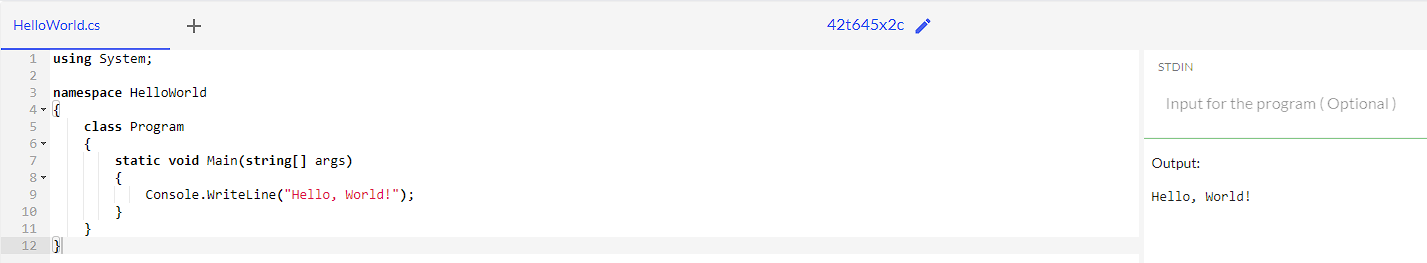 HelloWorld.cs
42t645x2c
1 using System;
2
3 namespace HelloWorld
4 {
5     class Program
6     {
7         static void Main(string[] args)
8         {
9             Console.WriteLine("Hello, World!");
10         }
11     }
12 }
STDIN
Input for the program ( Optional )
Output:
Hello, World!